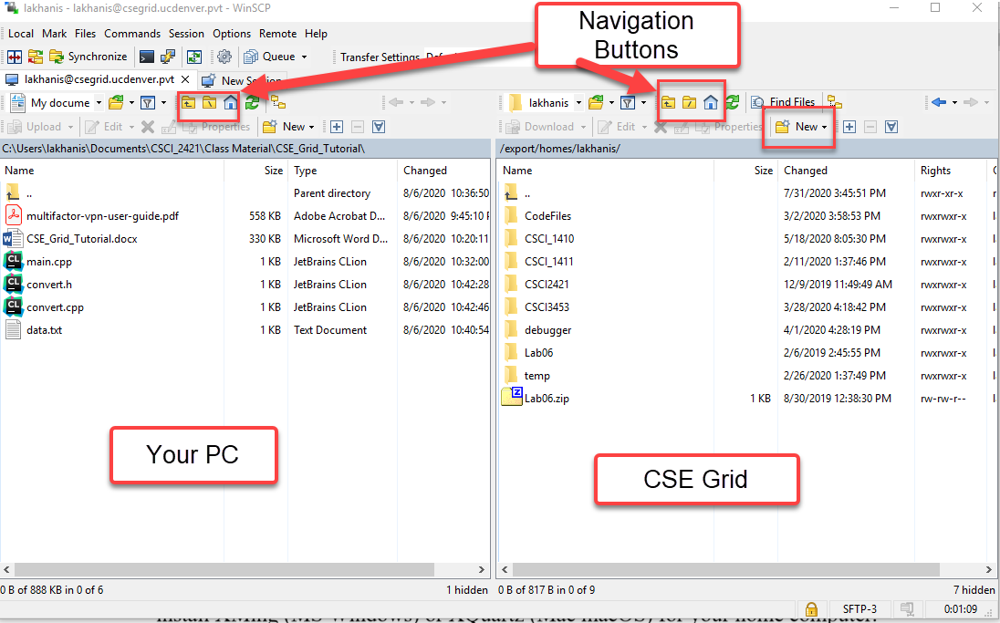 lakhanis - lakhanis@csegrid.ucdenver.pvt - WinSCP
Navigation
Buttons
Local Mark Files Commands Session Options Remote Help
Synchronize Queue Transfer Settings
lakhanis@csegrid.ucdenver.pvt New
My docume lakhanis Find Files
Upload Edit Properties New Download Edit Properties New
C:\Users\lakhanis\Documents\CSCI_2421\Class Material\CSE_Grid_Tutorial\ /export/homes/lakhanis/
Name Size Type Changed Name Size Changed Rights
.. Parent directory 8/6/2020 10:36:50 .. 7/31/2020 3:45:51 PM rwxr-xr-x
multifactor-vpn-user-guide.pdf 558 KB Adobe Acrobat D... 8/6/2020 9:45:10 CodeFiles 3/2/2020 3:58:53 PM rwxrwxr-x
CSE_Grid_Tutorial.docx 330 KB Microsoft Word D... 8/6/2020 10:20:11 CSCI_1410 5/18/2020 8:05:30 PM rwxrwxr-x
main.cpp 1 KB JetBrains CLion 8/6/2020 10:32:00 CSCI_1411 2/11/2020 1:37:46 PM rwxrwxr-x
convert.h 1 KB JetBrains CLion 8/6/2020 10:42:28 CSCI2421 12/9/2019 11:49:49 AM rwxrwxr-x
convert.cpp 1 KB JetBrains CLion 8/6/2020 10:42:46 CSCI3453 3/28/2020 4:18:42 PM rwxrwxr-x
data.txt 1 KB Text Document 8/6/2020 10:40:54 debugger 4/1/2020 4:28:19 PM rwxrwxr-x
Lab06 2/6/2019 2:45:55 PM rwxrwxr-x
temp 2/26/2020 1:37:49 PM rwxrwxr-x
Lab06.zip 1 KB 8/30/2019 12:38:30 PM rw-rw-r--
Your PC
CSE Grid
0 B of 888 KB in 0 of 6 1 hidden 0 B of 817 B in 0 of 9 7 hidden
SFTP-3 0:01:09
install XMing (MS Windows) or XQuartz (Mac macOS) for your home computer.